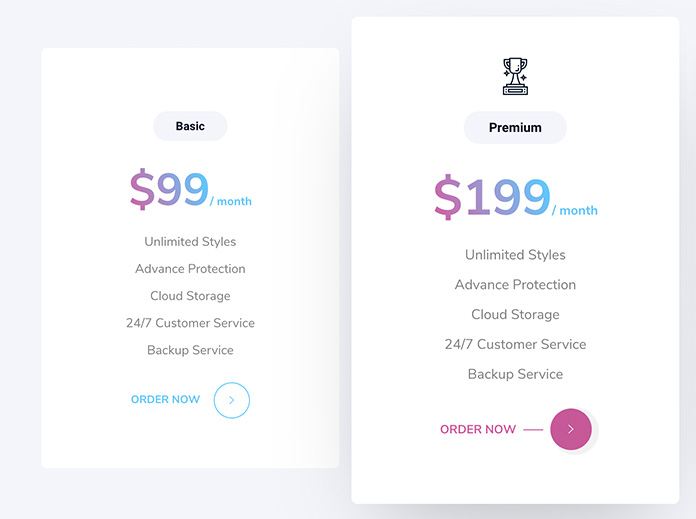 Basic
$99/ month
Unlimited Styles
Advance Protection
Cloud Storage
24/7 Customer Service
Backup Service
ORDER NOW
Premium
$199/ month
Unlimited Styles
Advance Protection
Cloud Storage
24/7 Customer Service
Backup Service
ORDER NOW